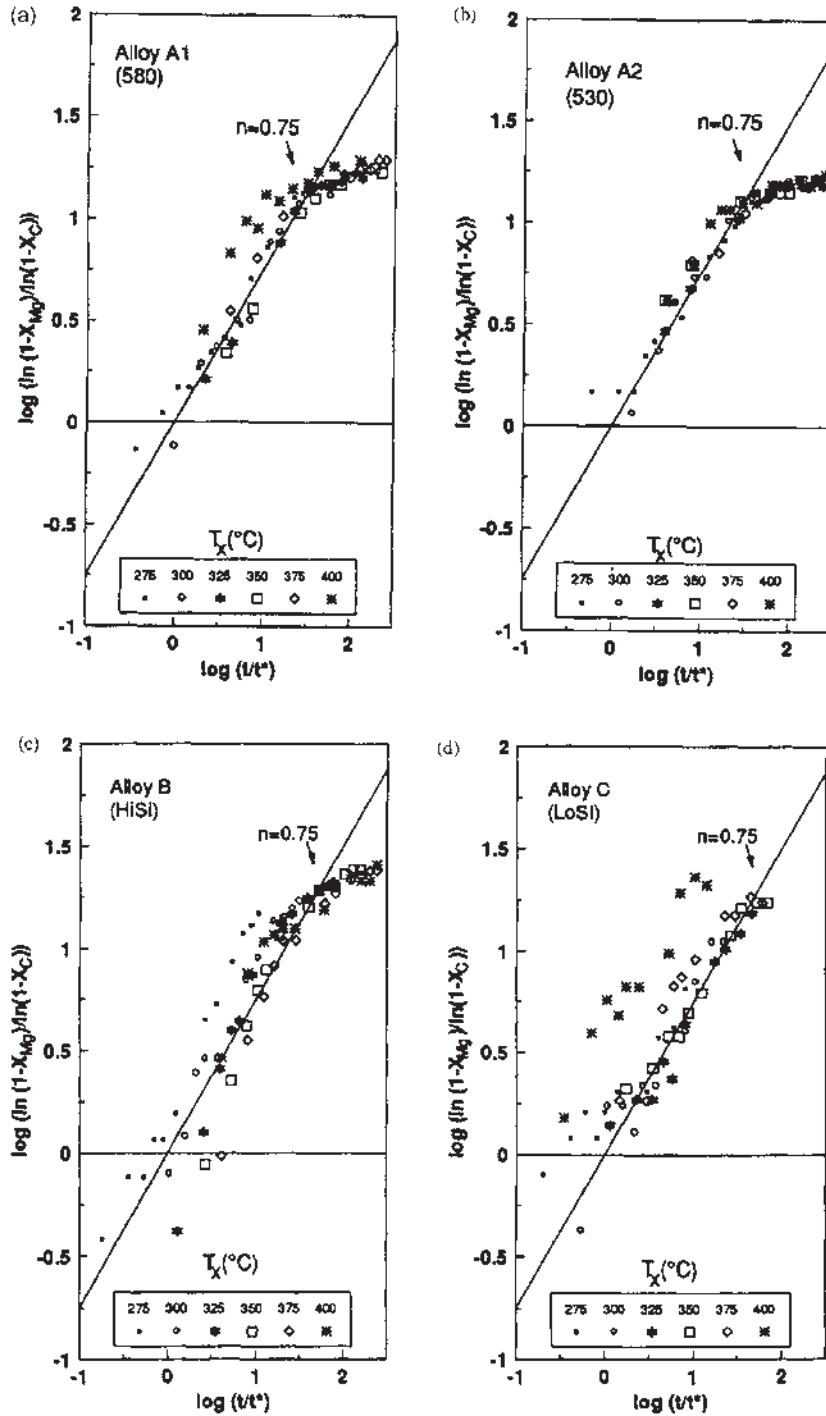 (a)
Alloy A1
(580)
n=0.75
log (ln (1-X_Mg)/ln(1-X_C))
2
1.5
1
0.5
0
-0.5
-1
T_X(°C)
275 300 325 350 375 400
-1 0 1 2
log (t/t*)
(b)
Alloy A2
(530)
n=0.75
log (ln (1-X_Mg)/ln(1-X_C))
2
1.5
1
0.5
0
-0.5
-1
T_X(°C)
275 300 325 350 375 400
-1 0 1 2
log (t/t*)
(c)
Alloy B
(HiSi)
n=0.75
log (ln (1-X_Mg)/ln(1-X_C))
2
1.5
1
0.5
0
-0.5
-1
T_X(°C)
275 300 325 350 375 400
-1 0 1 2
log (t/t*)
(d)
Alloy C
(LoSI)
n=0.75
log (ln (1-X_Mg)/ln(1-X_C))
2
1.5
1
0.5
0
-0.5
-1
T_X(°C)
275 300 325 350 375 400
-1 0 1 2
log (t/t*)